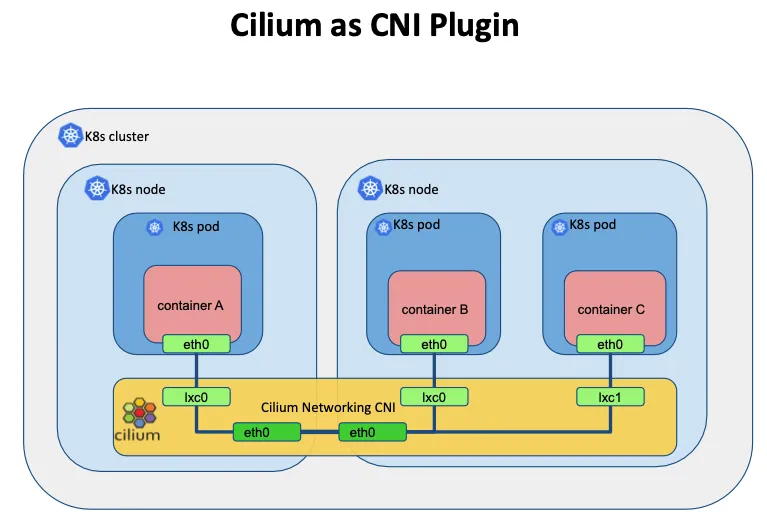 Cilium as CNI Plugin
K8s cluster
K8s node
K8s node
K8s pod
K8s pod
K8s pod
container A
container B
container C
eth0
eth0
eth0
lxc0
lxc0
lxc1
Cilium Networking CNI
cilium
eth0
eth0